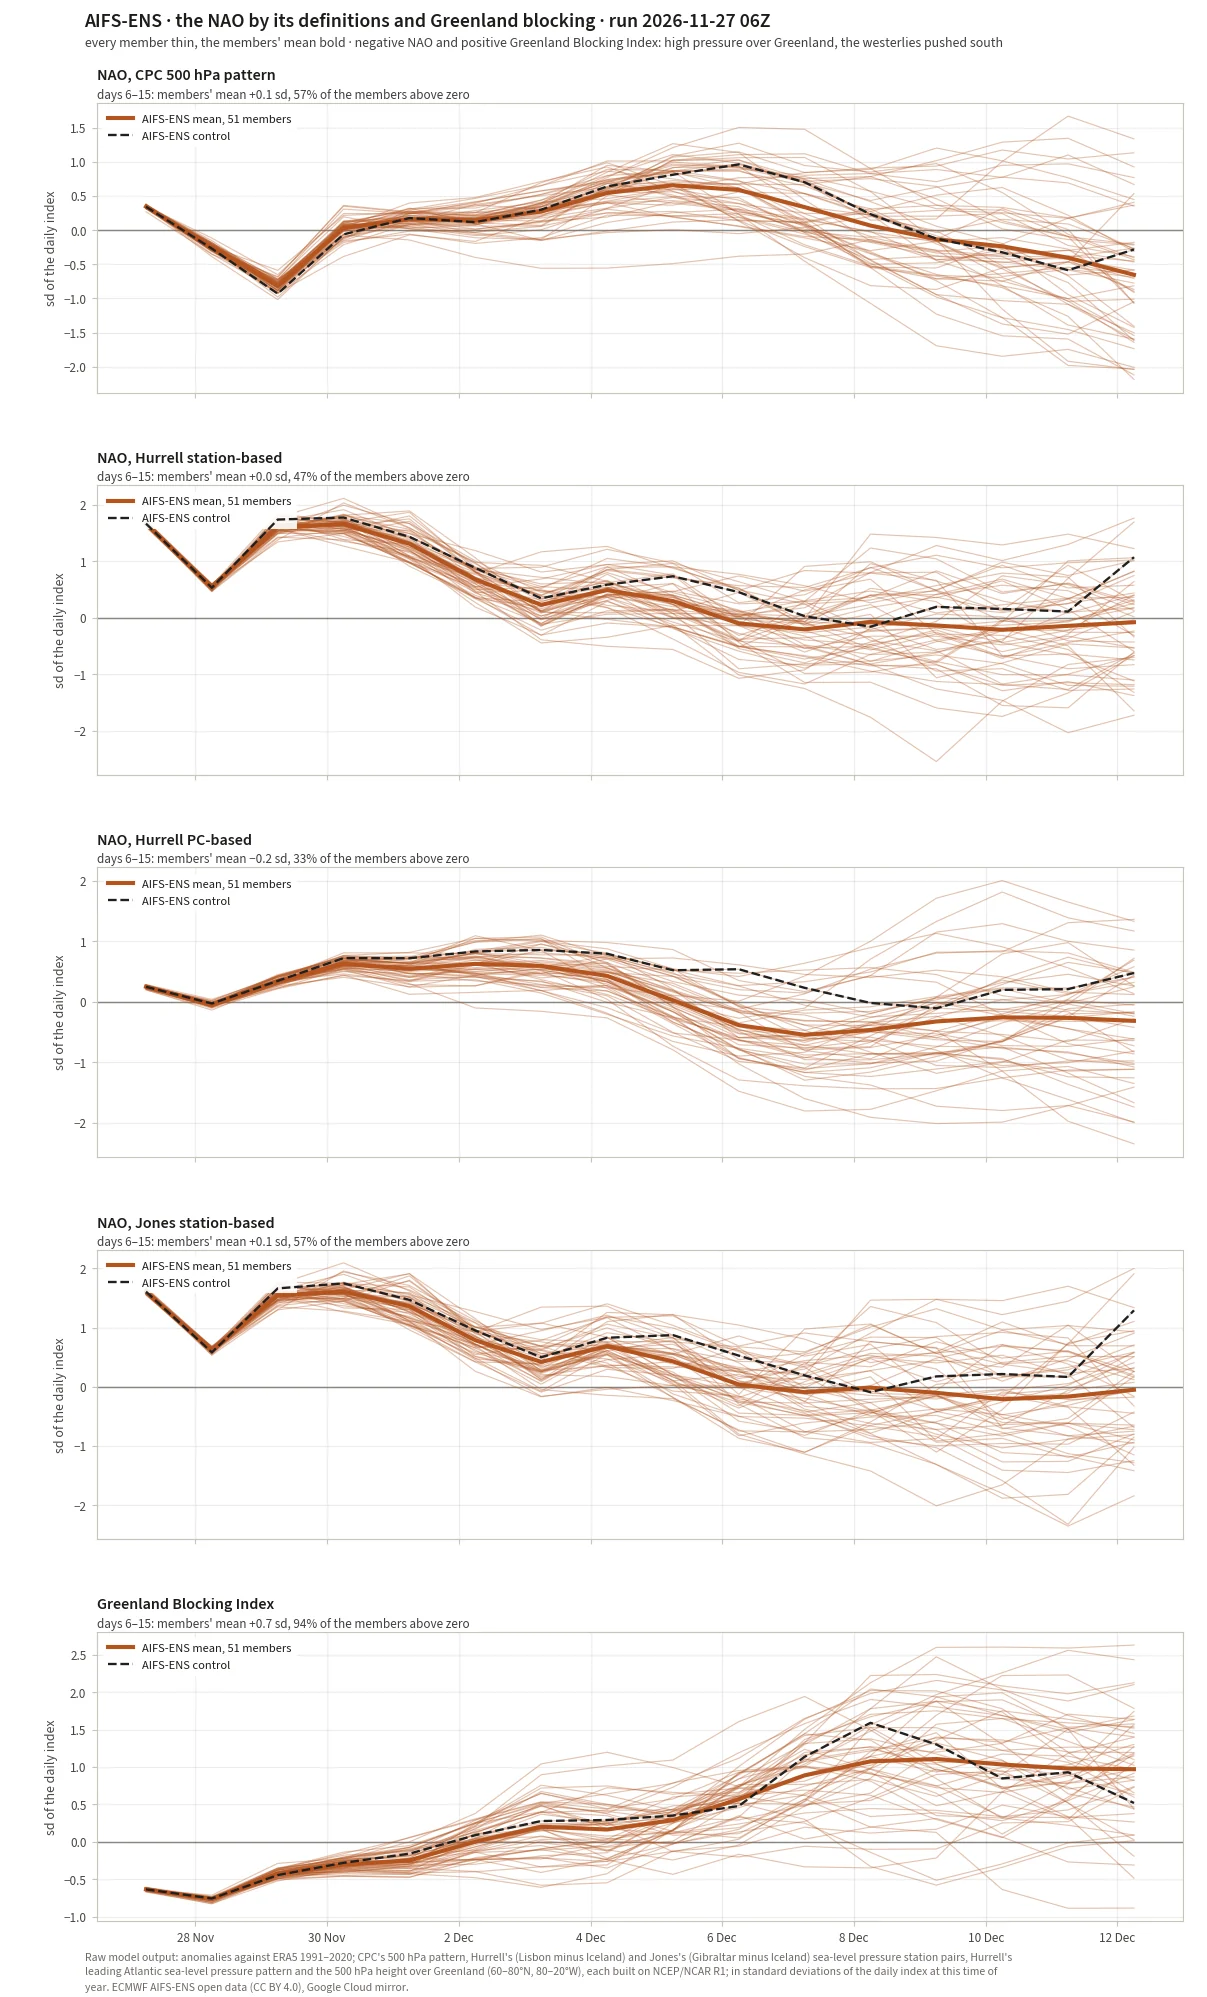 AIFS-ENS · the NAO by its definitions and Greenland blocking · run 2026-11-27 06Z
every member thin, the members' mean bold · negative NAO and positive Greenland Blocking Index: high pressure over Greenland, the westerlies pushed south
NAO, CPC 500 hPa pattern
days 6–15: members' mean +0.1 sd, 57% of the members above zero
AIFS-ENS mean, 51 members
AIFS-ENS control
1.5
1.0
0.5
0.0
−0.5
−1.0
−1.5
−2.0
sd of the daily index
NAO, Hurrell station-based
days 6–15: members' mean +0.0 sd, 47% of the members above zero
AIFS-ENS mean, 51 members
AIFS-ENS control
2
1
0
−1
−2
sd of the daily index
NAO, Hurrell PC-based
days 6–15: members' mean −0.2 sd, 33% of the members above zero
AIFS-ENS mean, 51 members
AIFS-ENS control
2
1
0
−1
−2
sd of the daily index
NAO, Jones station-based
days 6–15: members' mean +0.1 sd, 57% of the members above zero
AIFS-ENS mean, 51 members
AIFS-ENS control
2
1
0
−1
−2
sd of the daily index
Greenland Blocking Index
days 6–15: members' mean +0.7 sd, 94% of the members above zero
AIFS-ENS mean, 51 members
AIFS-ENS control
2.5
2.0
1.5
1.0
0.5
0.0
−0.5
−1.0
sd of the daily index
28 Nov 30 Nov 2 Dec 4 Dec 6 Dec 8 Dec 10 Dec 12 Dec
Raw model output: anomalies against ERA5 1991–2020; CPC's 500 hPa pattern, Hurrell's (Lisbon minus Iceland) and Jones's (Gibraltar minus Iceland) sea-level pressure station pairs, Hurrell's
leading Atlantic sea-level pressure pattern and the 500 hPa height over Greenland (60–80°N, 80–20°W), each built on NCEP/NCAR R1; in standard deviations of the daily index at this time of
year. ECMWF AIFS-ENS open data (CC BY 4.0), Google Cloud mirror.